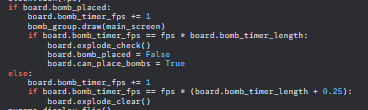 if board.bomb_placed:
board.bomb_timer_fps += 1
bomb_group.draw(main_screen)
if board.bomb_timer_fps == fps * board.bomb_timer_length:
board.explode_check()
board.bomb_placed = False
board.can_place_bombs = True
else:
board.bomb_timer_fps += 1
if board.bomb_timer_fps == fps * (board.bomb_timer_length + 0.25):
board.explode_clear()